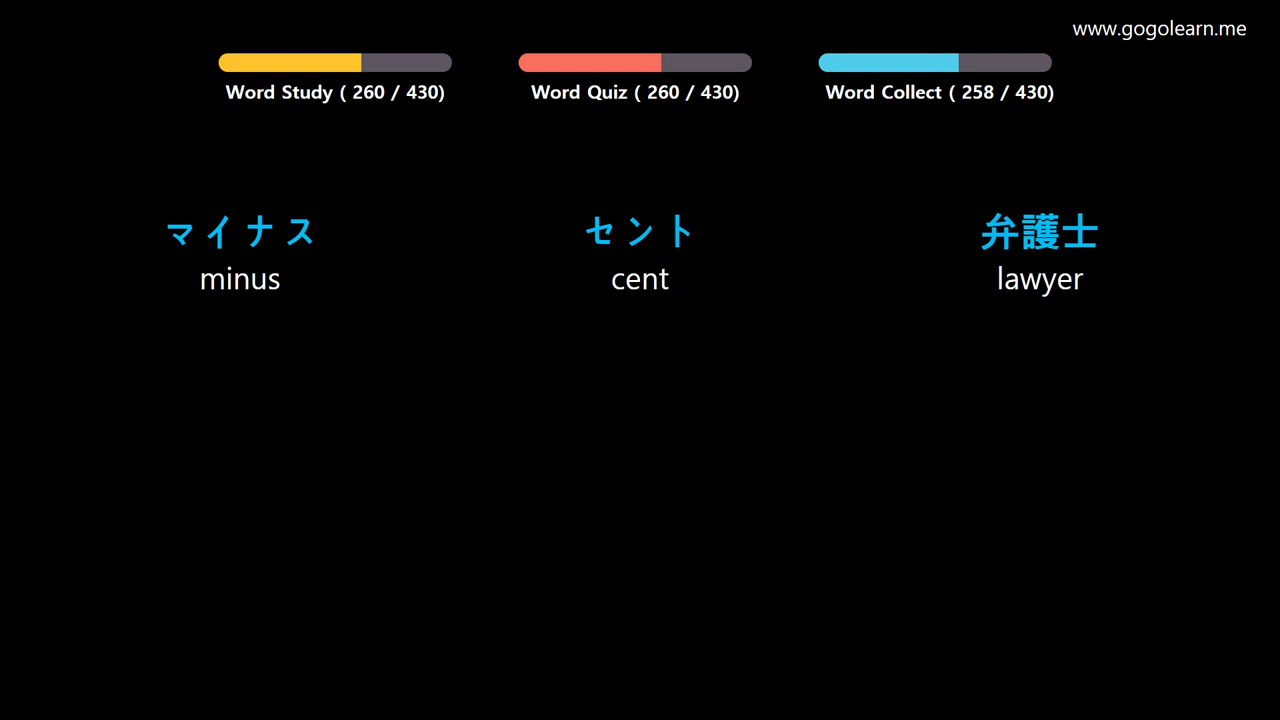 www.gogolearn.me
Word Study ( 260 / 430)
Word Quiz ( 260 / 430)
Word Collect ( 258 / 430)
マイナス
minus
セント
cent
弁護士
lawyer